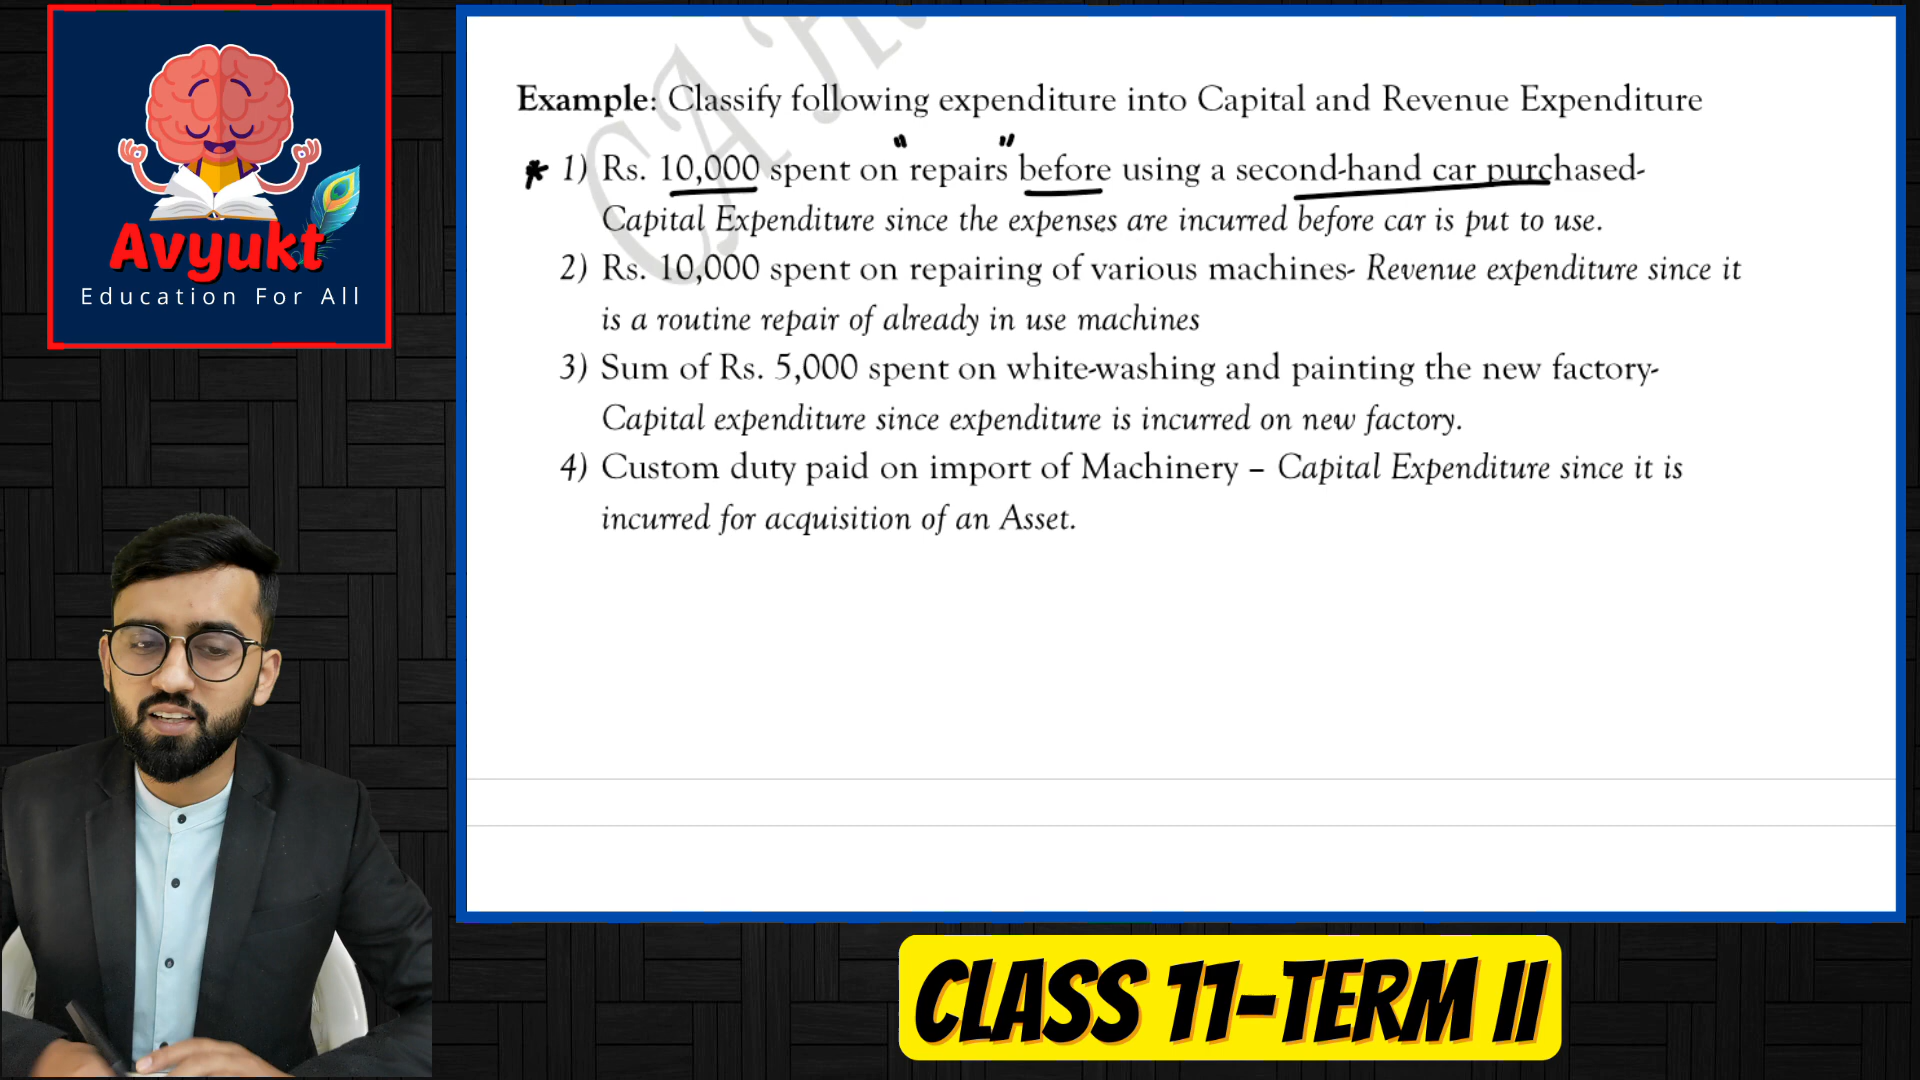 Avyukt
Education For All
CA
Example: Classify following expenditure into Capital and Revenue Expenditure
1) Rs. 10,000 spent on "repairs" before using a second-hand car purchased-
Capital Expenditure since the expenses are incurred before car is put to use.
2) Rs. 10,000 spent on repairing of various machines- Revenue expenditure since it
is a routine repair of already in use machines
3) Sum of Rs. 5,000 spent on white-washing and painting the new factory-
Capital expenditure since expenditure is incurred on new factory.
4) Custom duty paid on import of Machinery – Capital Expenditure since it is
incurred for acquisition of an Asset.
CLASS 11-TERM II